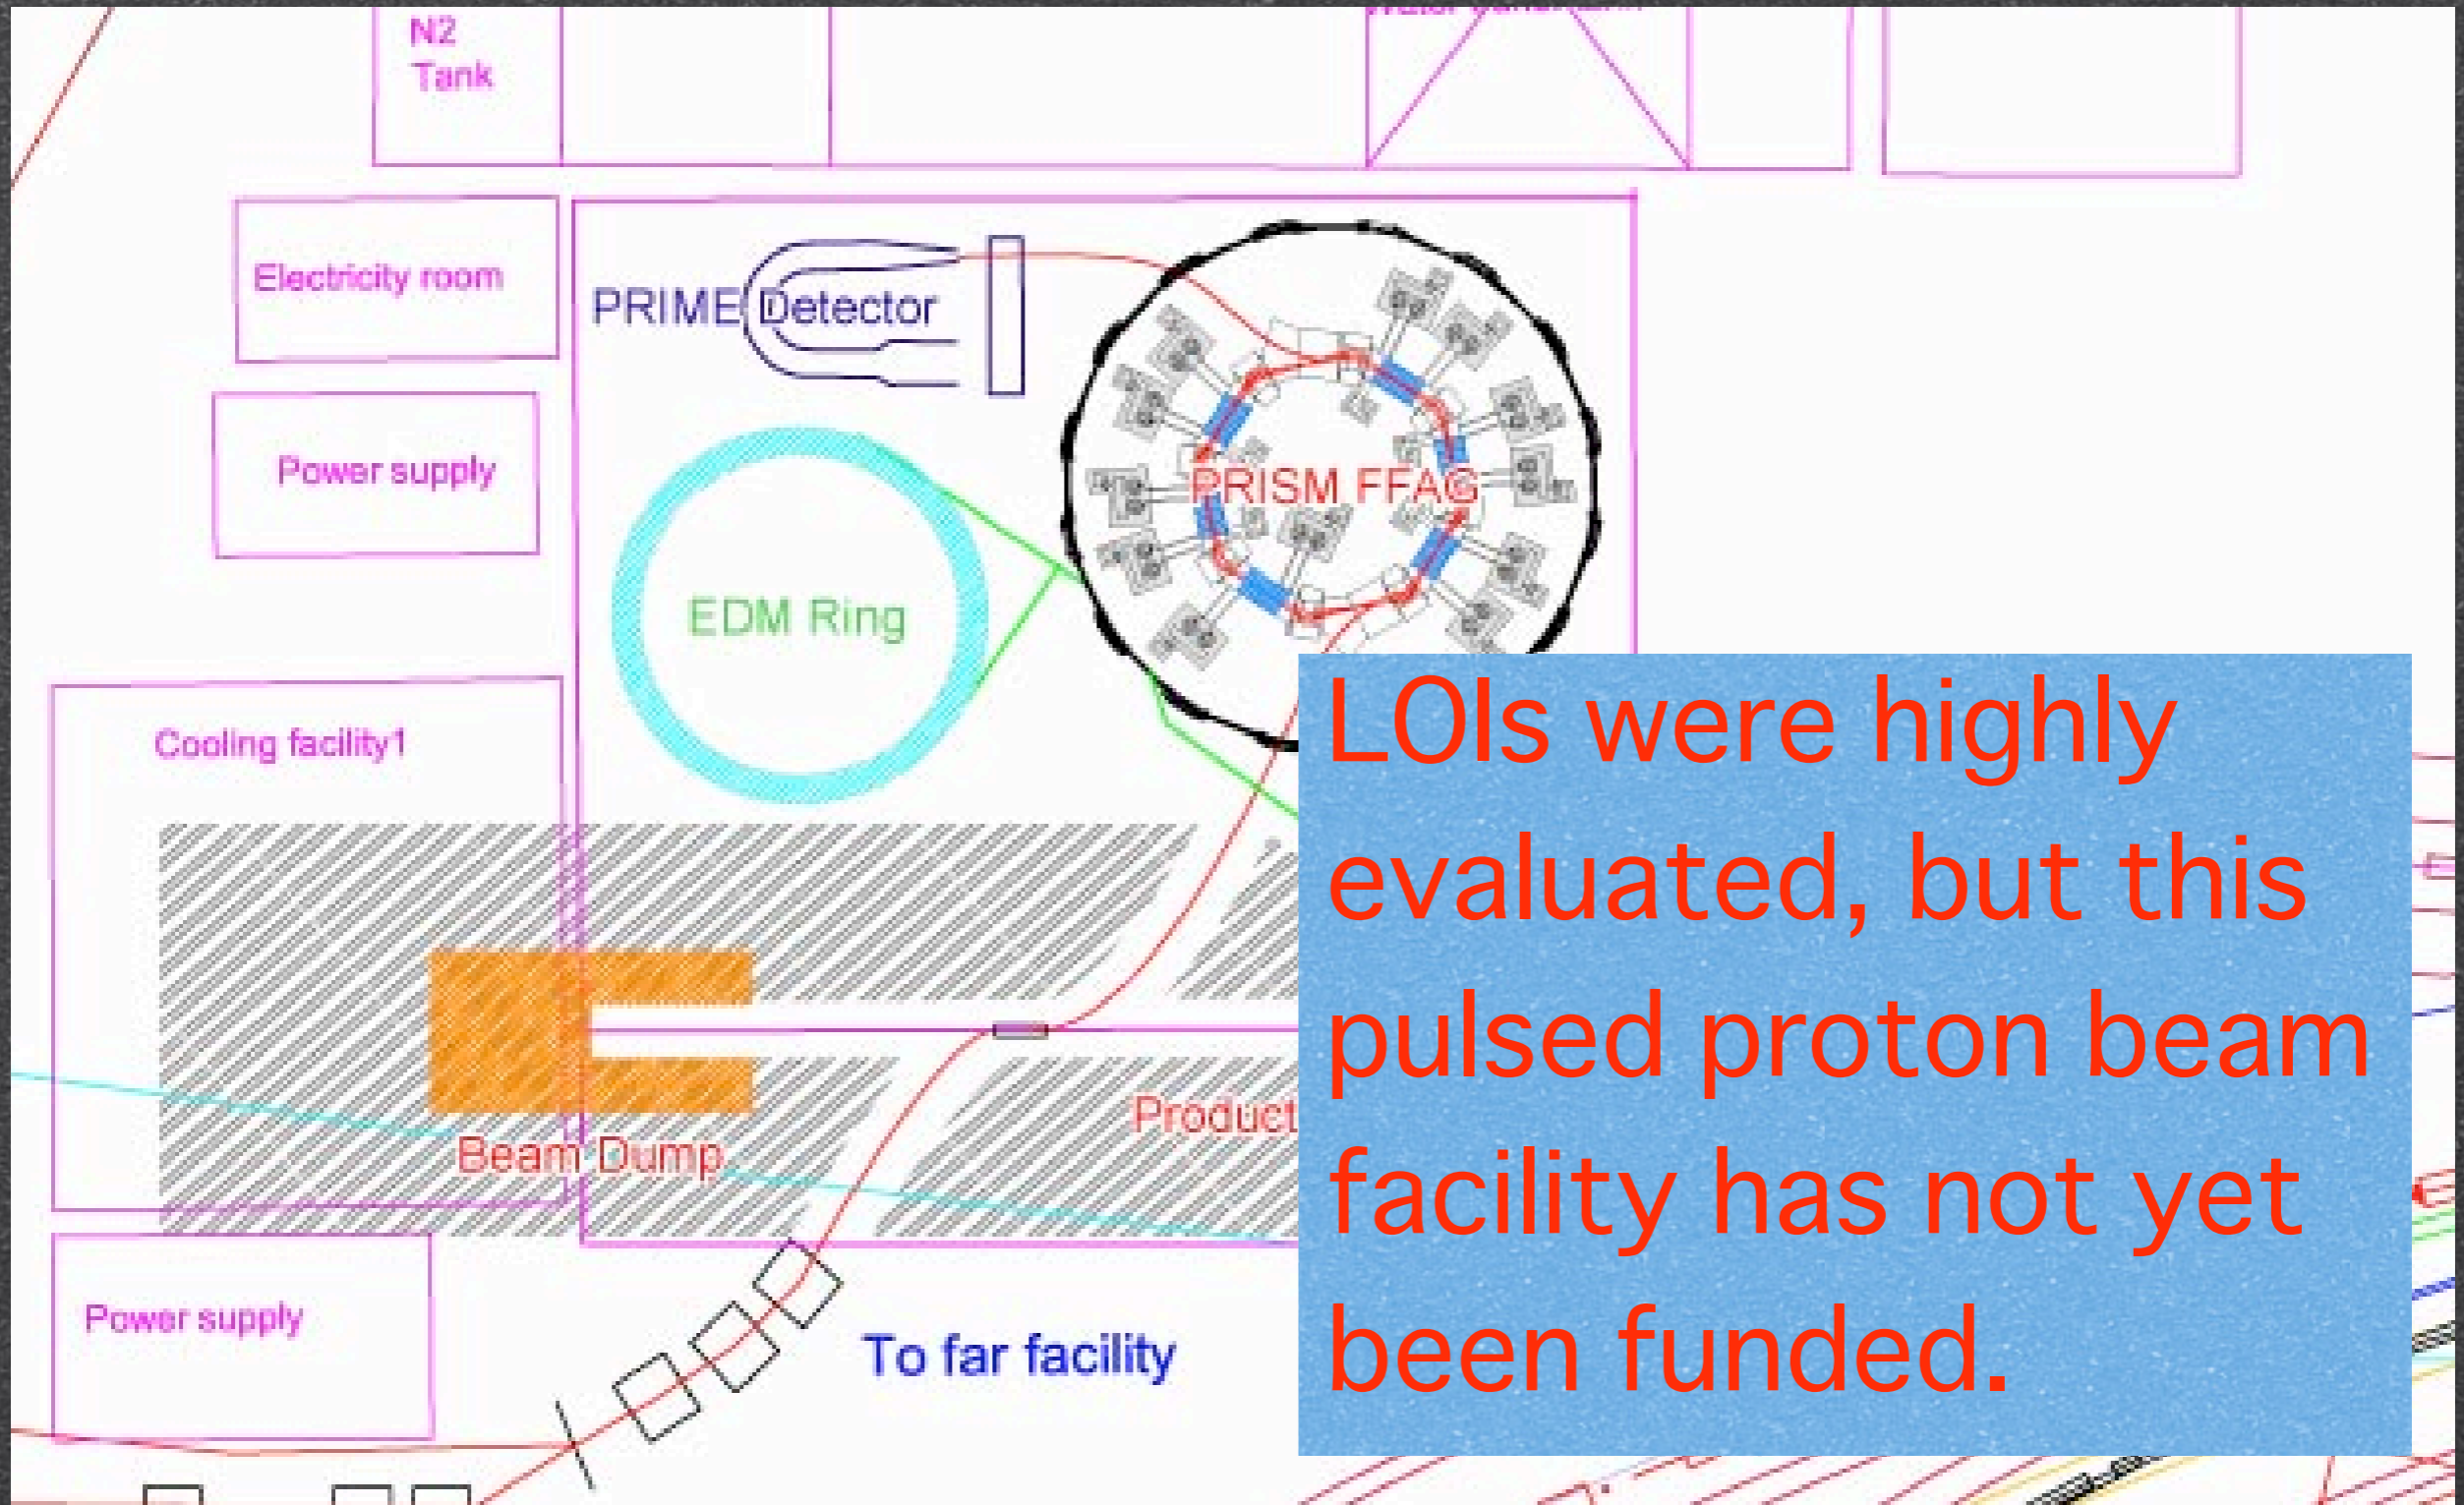 N2
Tank
Electricity room
PRIME Detector
Power supply
PRISM FFAG
EDM Ring
Cooling facility1
LOIs were highly
evaluated, but this
pulsed proton beam
facility has not yet
been funded.
Product
Beam Dump
Power supply
To far facility